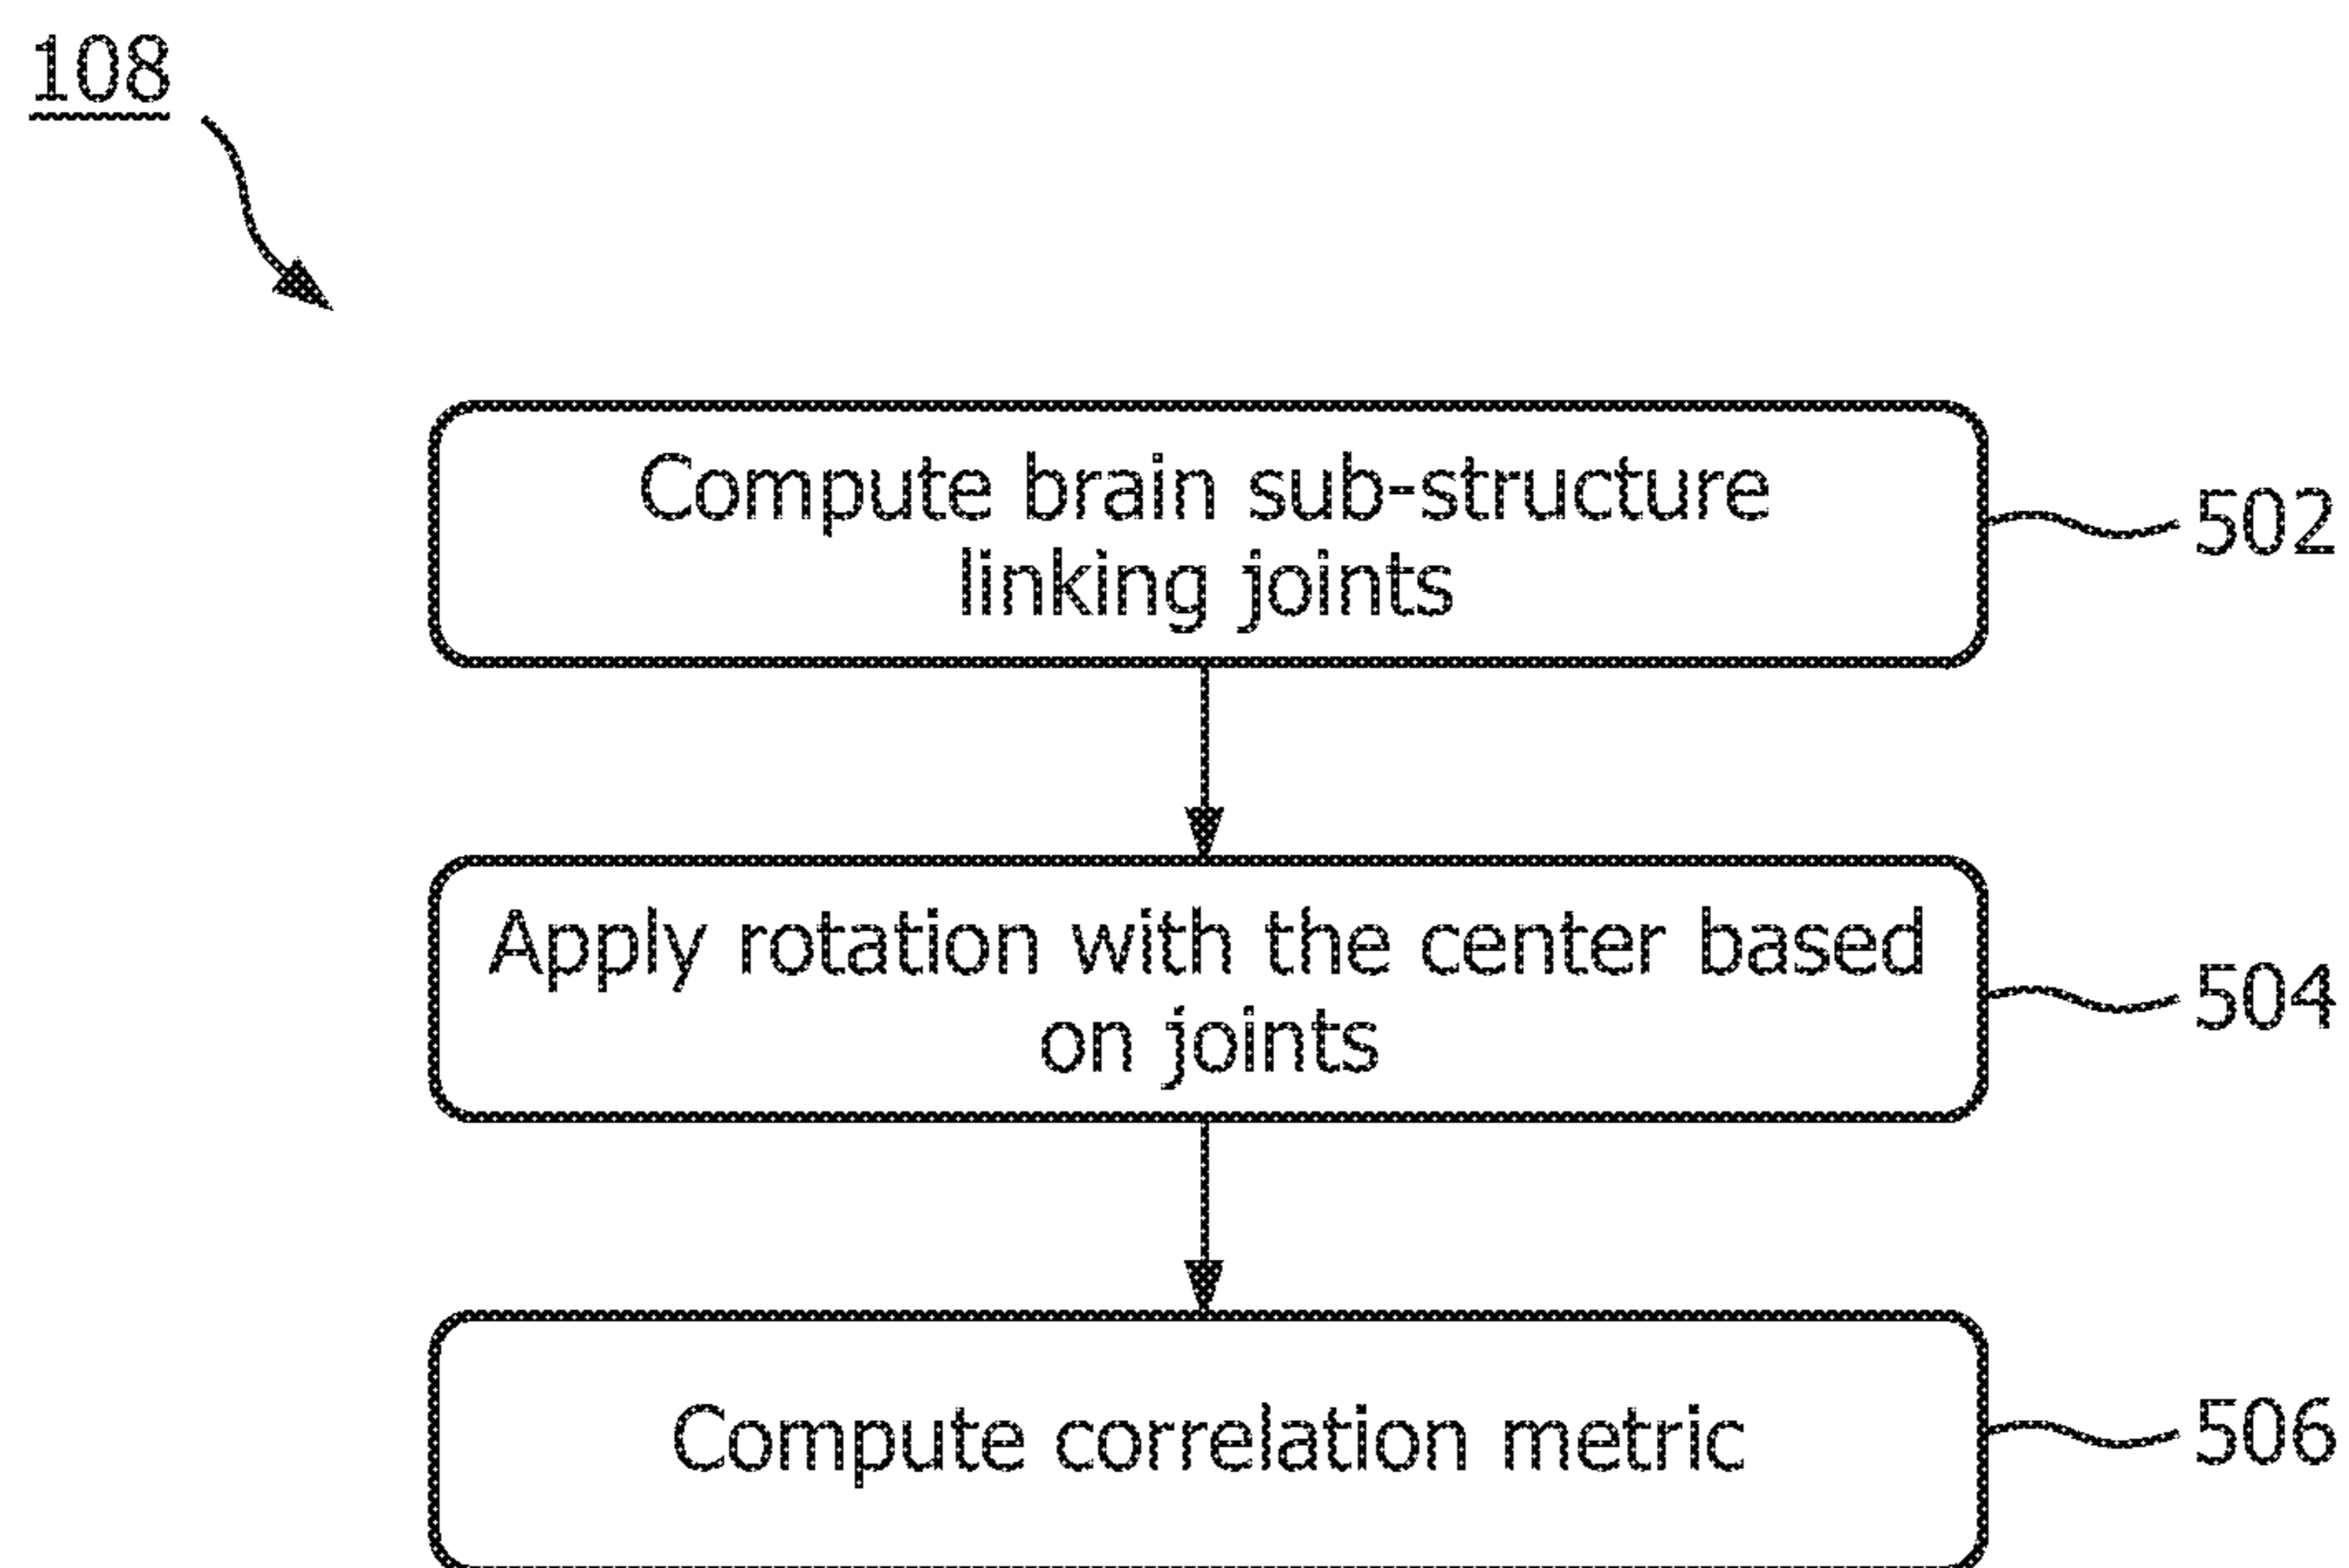 108
Compute brain sub-structure
linking joints
502
Apply rotation with the center based
on joints
504
Compute correlation metric
506